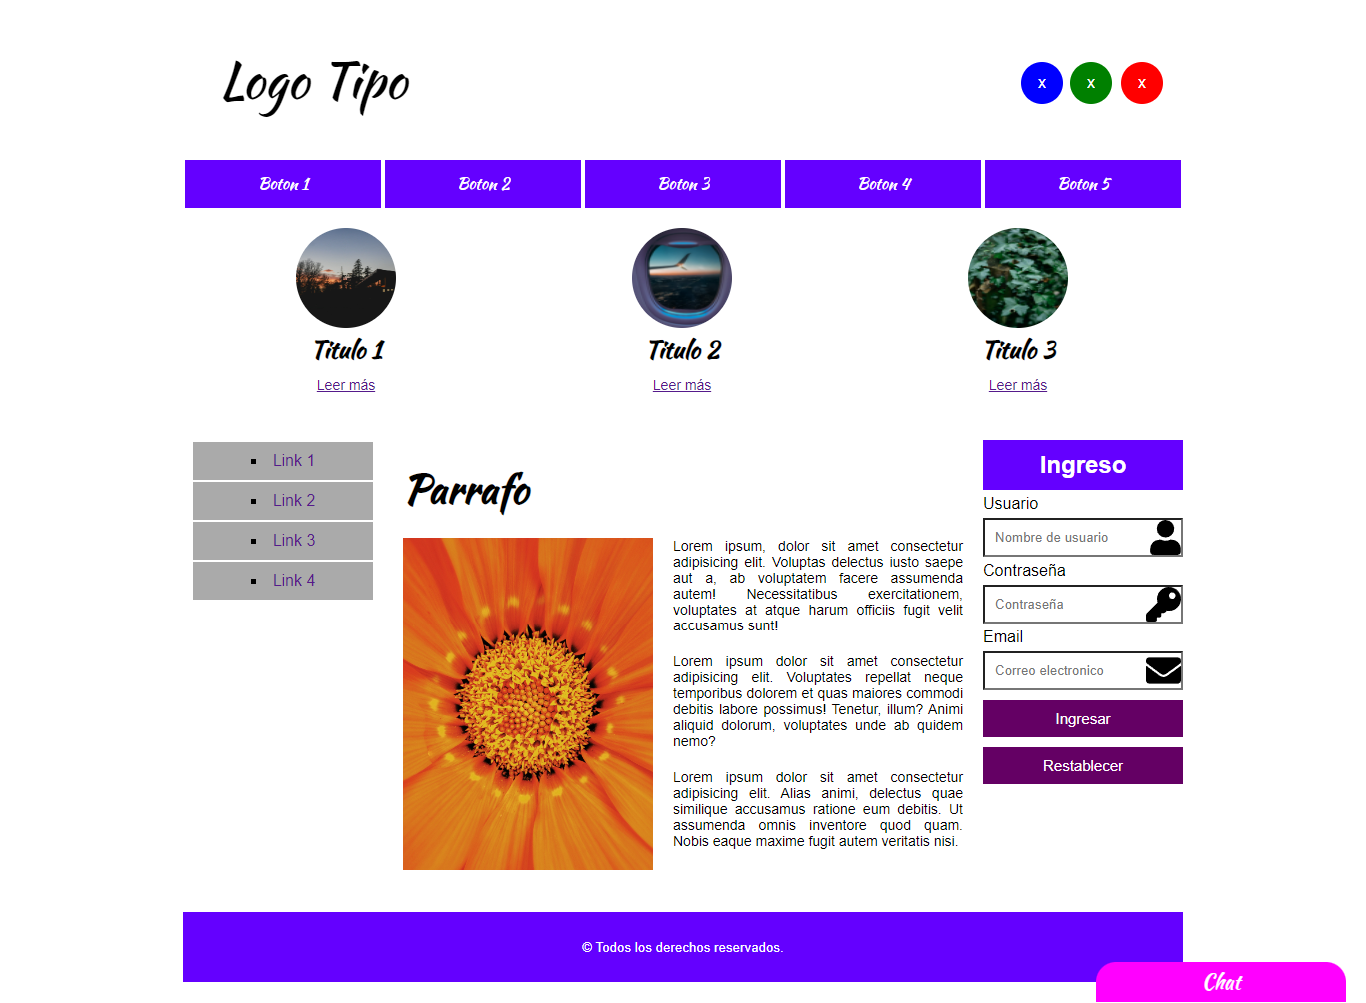 Logo Tipo
x x x
Boton 1 Boton 2 Boton 3 Boton 4 Boton 5
Titulo 1 Titulo 2 Titulo 3
Leer más Leer más Leer más
Link 1
Link 2
Link 3
Link 4
Parrafo
Lorem ipsum, dolor sit amet consectetur
adipisicing elit. Voluptas delectus iusto saepe
aut a, ab voluptatem facere assumenda
autem! Necessitatibus exercitationem,
voluptates at atque harum officiis fugit velit
accusamus sunt!
Lorem ipsum dolor sit amet consectetur
adipisicing elit. Voluptates repellat neque
temporibus dolorem et quas maiores commodi
debitis labore possimus! Tenetur, illum? Animi
aliquid dolorum, voluptates unde ab quidem
nemo?
Lorem ipsum dolor sit amet consectetur
adipisicing elit. Alias animi, delectus quae
similique accusamus ratione eum debitis. Ut
assumenda omnis inventore quod quam.
Nobis eaque maxime fugit autem veritatis nisi.
Ingreso
Usuario
Nombre de usuario
Contraseña
Contraseña
Email
Correo electronico
Ingresar
Restablecer
© Todos los derechos reservados.
Chat